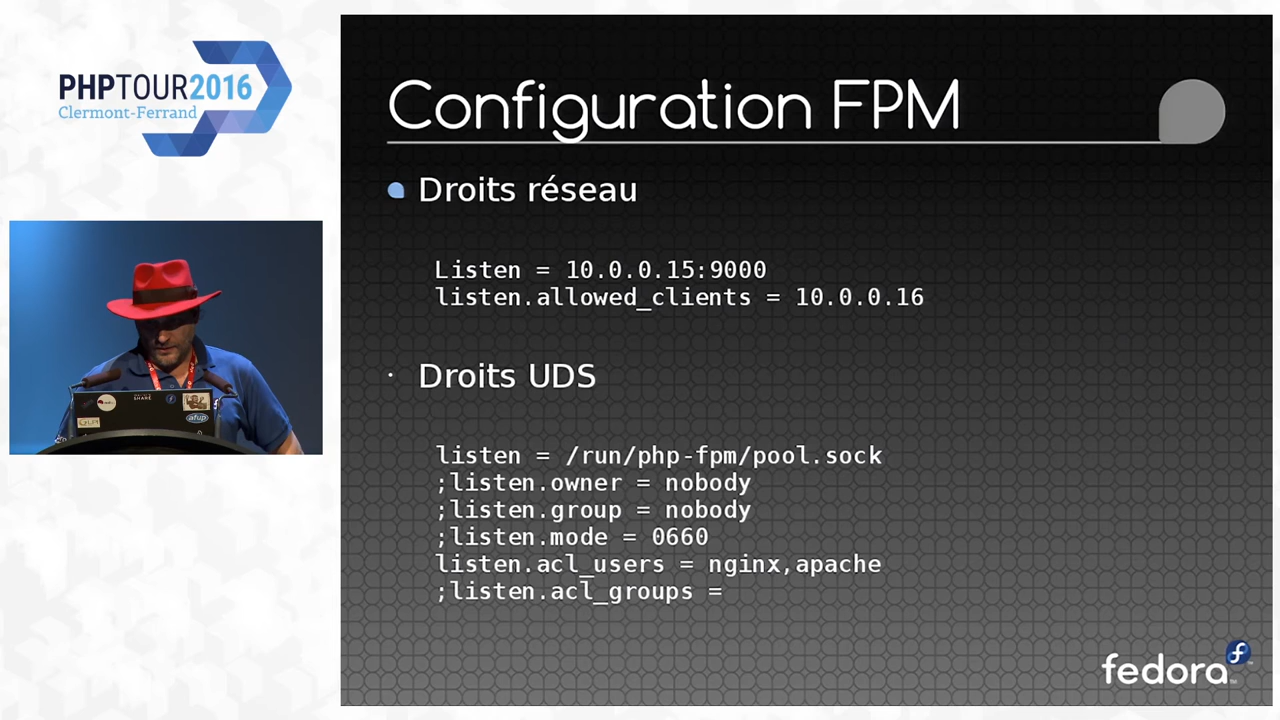 PHPTOUR2016
Clermont-Ferrand
Configuration FPM
Droits réseau
Listen = 10.0.0.15:9000
listen.allowed_clients = 10.0.0.16
Droits UDS
listen = /run/php-fpm/pool.sock
;listen.owner = nobody
;listen.group = nobody
;listen.mode = 0660
listen.acl_users = nginx,apache
;listen.acl_groups =
afup
fedora